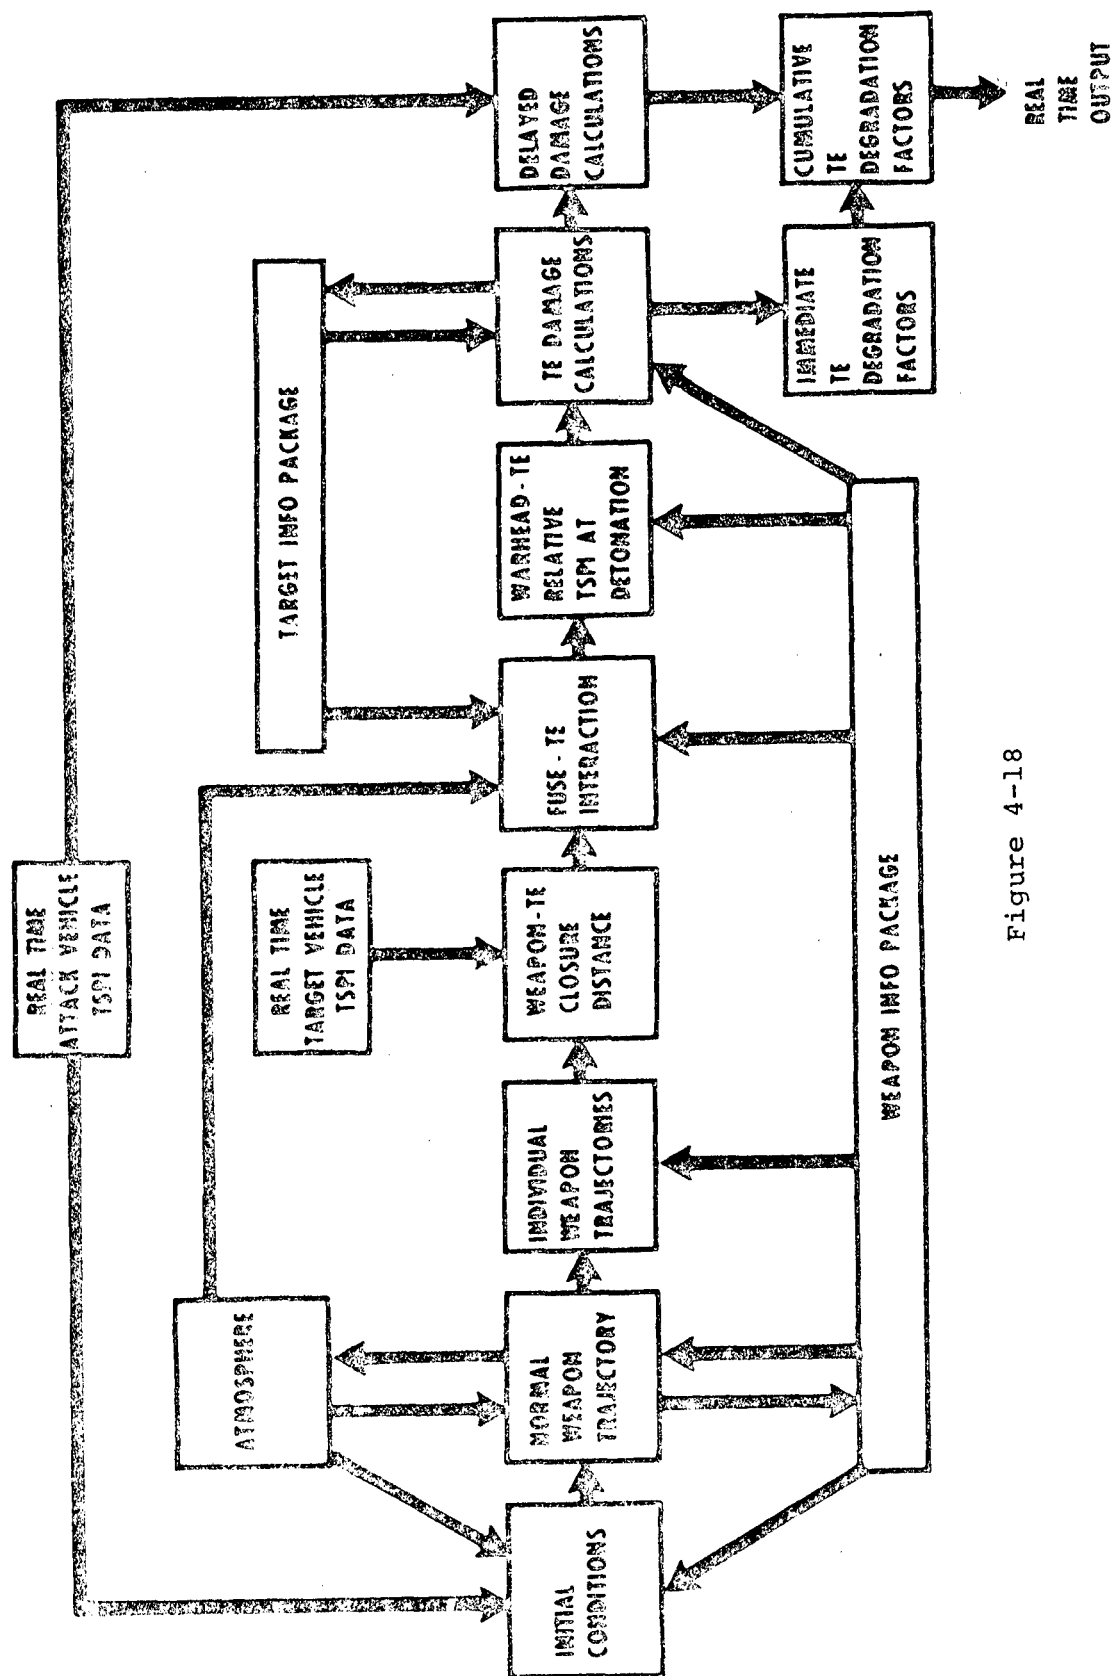 REAL TIME
ATTACK VEHICLE
TSPI DATA
ATMOSPHERE
REAL TIME
TARGET VEHICLE
TSPI DATA
TARGET INFO PACKAGE
INITIAL
CONDITIONS
NORMAL
WEAPON
TRAJECTORY
INDIVIDUAL
WEAPON
TRAJECTORIES
WEAPON-TE
CLOSURE
DISTANCE
FUSE - TE
INTERACTION
WARHEAD - TE
RELATIVE
TSPI AT
DETONATION
TE DAMAGE
CALCULATIONS
DELAYED
DAMAGE
CALCULATIONS
IMMEDIATE
TE
DEGRADATION
FACTORS
CUMULATIVE
TE
DEGRADATION
FACTORS
WEAPON INFO PACKAGE
REAL
TIME
OUTPUT
Figure 4-18